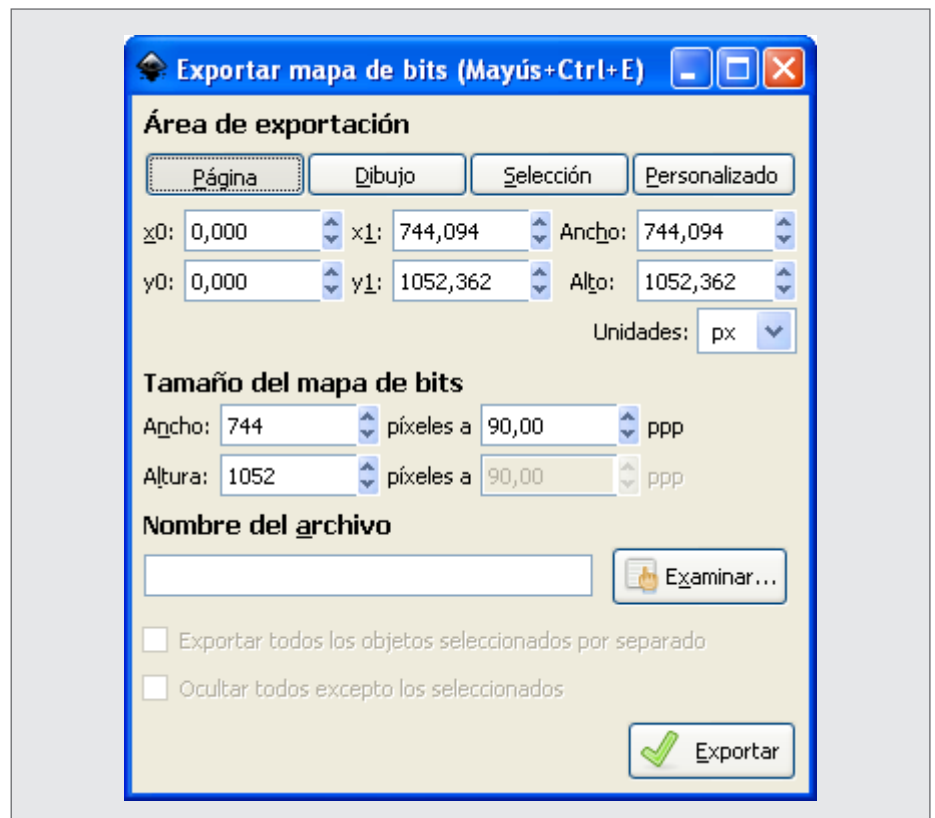 Exportar mapa de bits (Mayús+Ctrl+E)
Área de exportación
Página Dibujo Selección Personalizado
x0: 0,000 x1: 744,094 Ancho: 744,094
y0: 0,000 y1: 1052,362 Alto: 1052,362
Unidades: px
Tamaño del mapa de bits
Ancho: 744 píxeles a 90,00 ppp
Altura: 1052 píxeles a 90,00 ppp
Nombre del archivo
Examinar...
Exportar todos los objetos seleccionados por separado
Ocultar todos excepto los seleccionados
Exportar